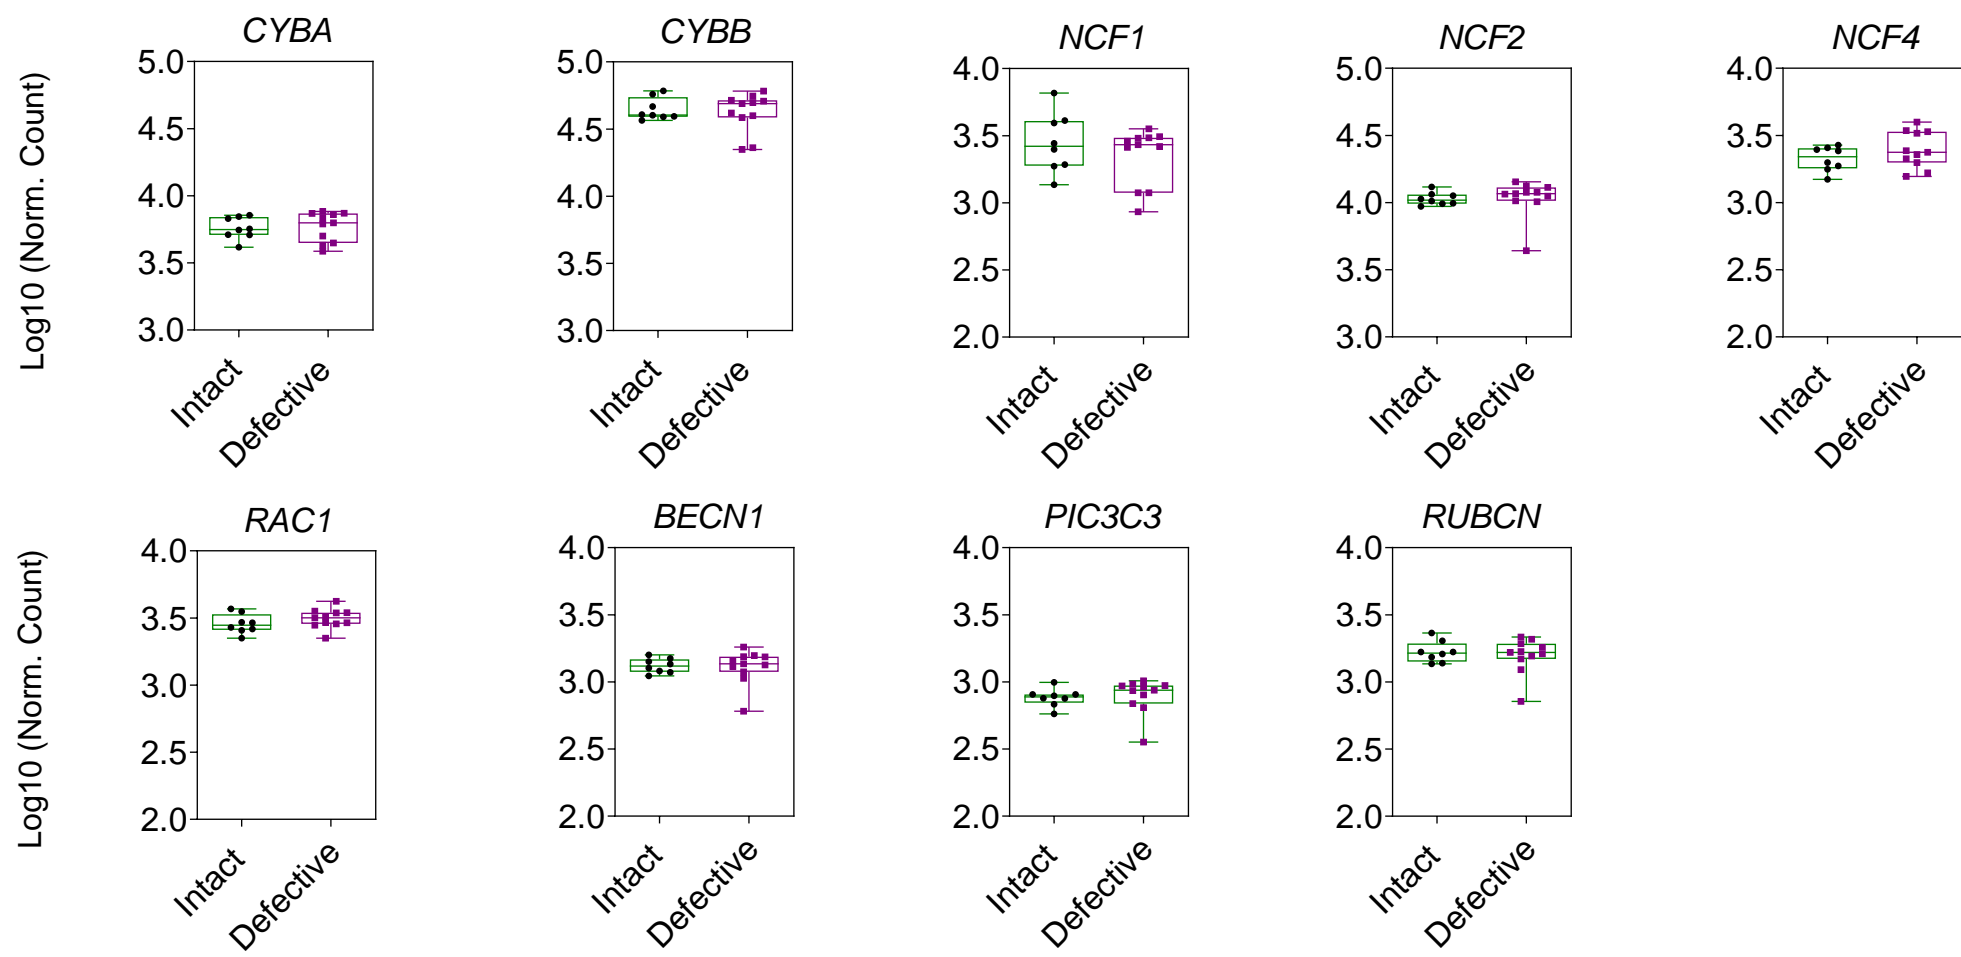 CYBA
CYBB
NCF1
NCF2
NCF4
Log10 (Norm. Count)
5.0
4.5
4.0
3.5
3.0
Intact
Defective
5.0
4.5
4.0
3.5
3.0
Intact
Defective
4.0
3.5
3.0
2.5
2.0
Intact
Defective
5.0
4.5
4.0
3.5
3.0
Intact
Defective
4.0
3.5
3.0
2.5
2.0
Intact
Defective
RAC1
BECN1
PIC3C3
RUBCN
Log10 (Norm. Count)
4.0
3.5
3.0
2.5
2.0
Intact
Defective
4.0
3.5
3.0
2.5
2.0
Intact
Defective
4.0
3.5
3.0
2.5
2.0
Intact
Defective
4.0
3.5
3.0
2.5
2.0
Intact
Defective